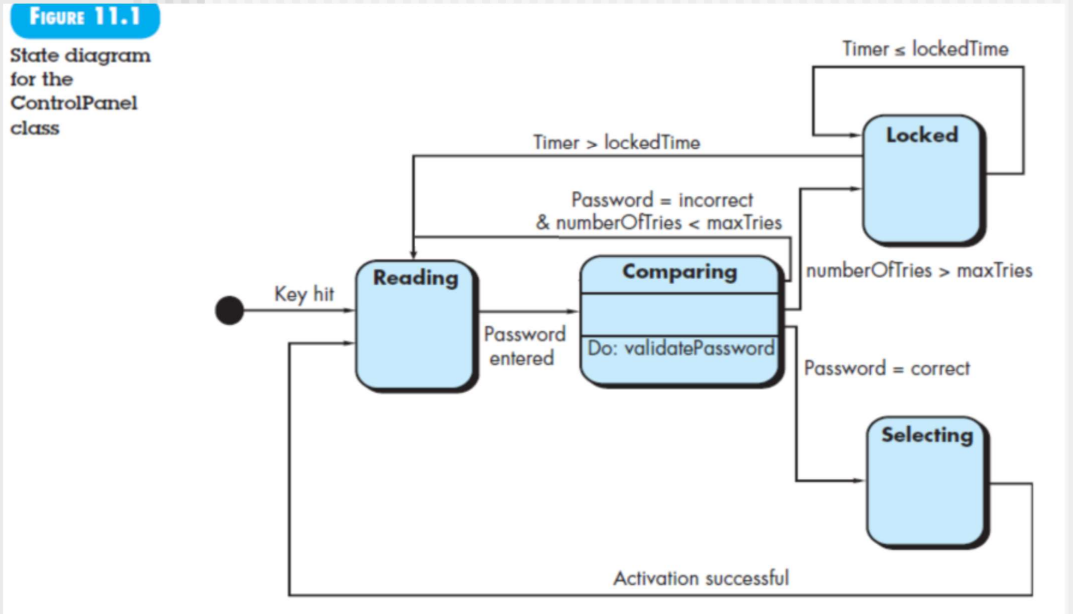 FIGURE 11.1
State diagram
for the
ControlPanel
class
Timer ≤ lockedTime
Locked
Timer > lockedTime
Password = incorrect
& numberOfTries < maxTries
numberOfTries > maxTries
Key hit
Reading
Password
entered
Comparing
Do: validatePassword
Password = correct
Selecting
Activation successful